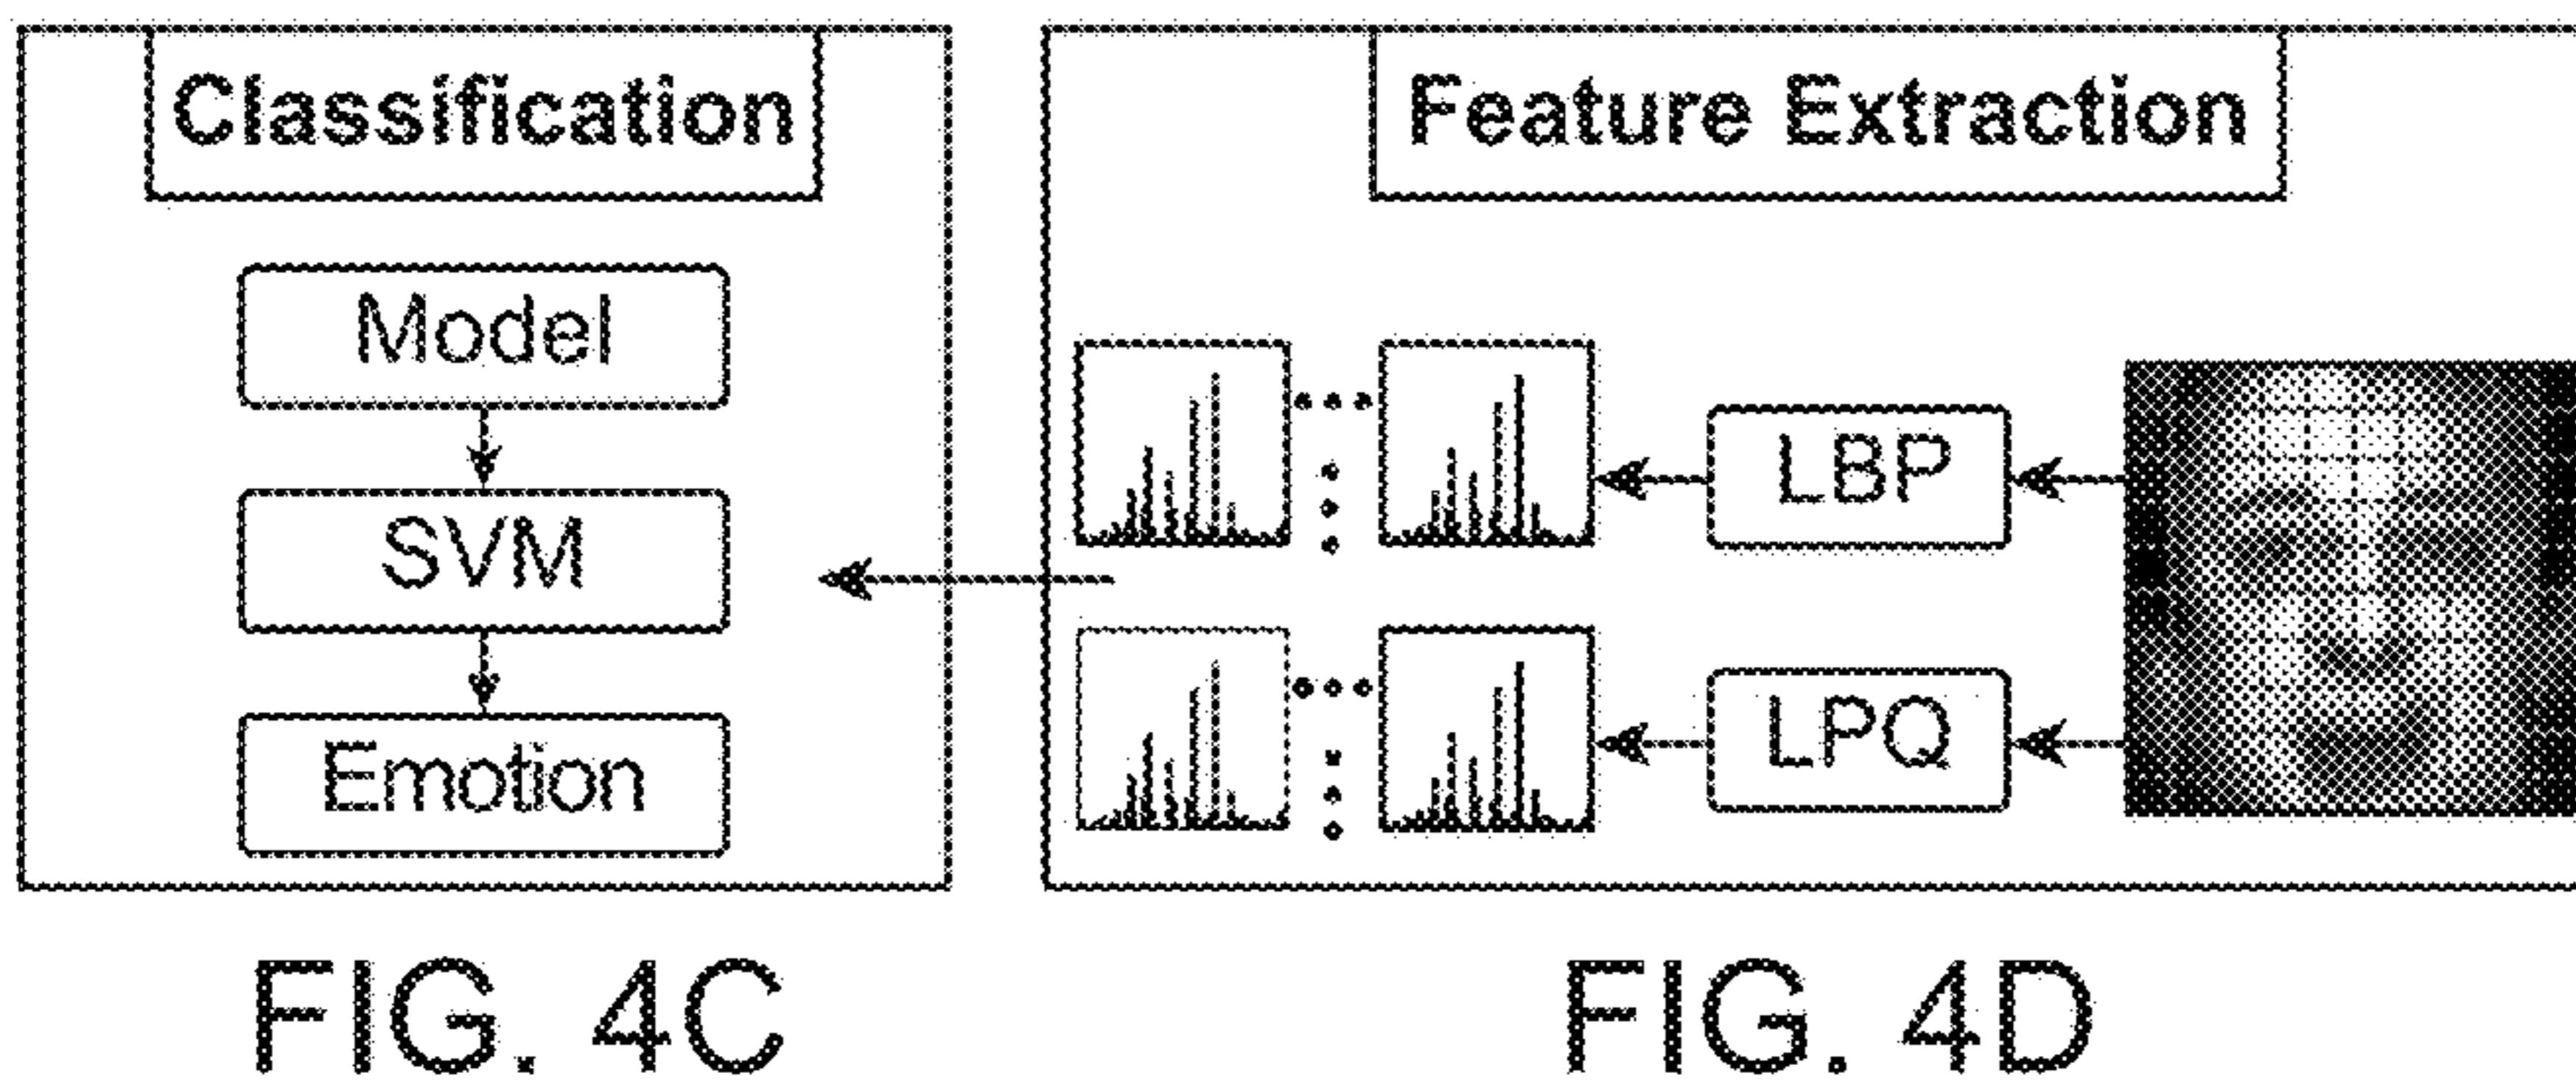 Classification
Model
SVM
Emotion
FIG. 4C
Feature Extraction
LBP
LPQ
FIG. 4D